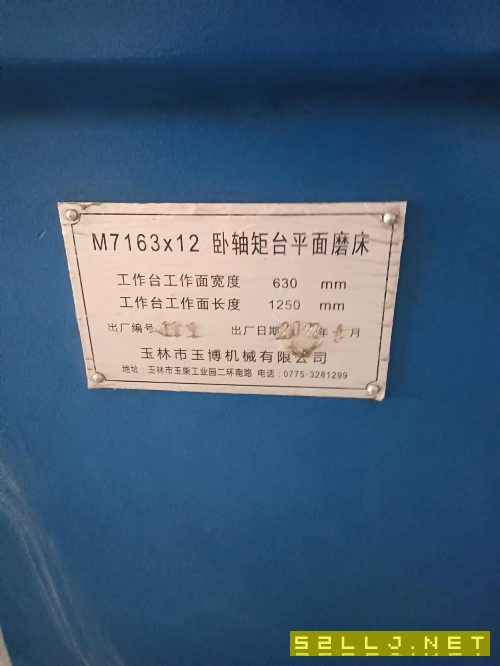 M7163x12 卧轴矩台平面磨床
工作台工作面宽度 630 mm
工作台工作面长度 1250 mm
出厂编号 出厂日期 年 月
玉林市玉博机械有限公司
地址:玉林市玉柴工业园二环南路 电话:0775-3281299
52LLJ.NET